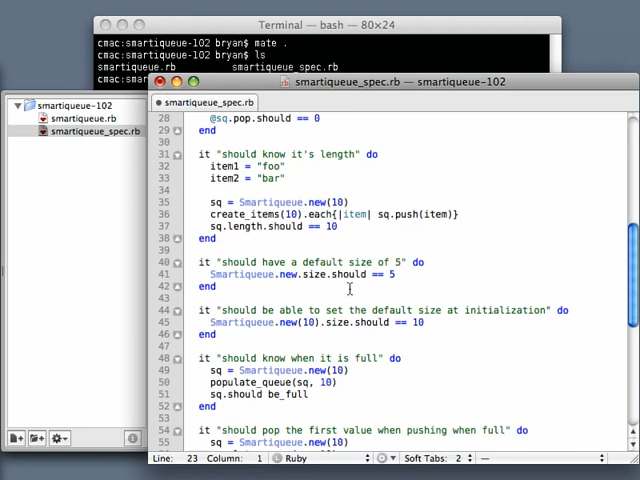 Terminal — bash — 80×24
cmac:smartiqueue-102 bryan$ mate .
cmac:smartiqueue-102 bryan$ ls
smartiqueue.rb smartiqueue_spec.rb
cmac:sma
smartiqueue_spec.rb — smartiqueue-102
smartiqueue-102
smartiqueue.rb
smartiqueue_spec.rb
smartiqueue_spec.rb
28 @sq.pop.should == 0
29 end
30
31 it "should know it's length" do
32 item1 = "foo"
33 item2 = "bar"
34
35 sq = Smartiqueue.new(10)
36 create_items(10).each{|item| sq.push(item)}
37 sq.length.should == 10
38 end
39
40 it "should have a default size of 5" do
41 Smartiqueue.new.size.should == 5
42 end
43
44 it "should be able to set the default size at initialization" do
45 Smartiqueue.new(10).size.should == 10
46 end
47
48 it "should know when it is full" do
49 sq = Smartiqueue.new(10)
50 populate_queue(sq, 10)
51 sq.should be_full
52 end
53
54 it "should pop the first value when pushing when full" do
55 sq = Smartiqueue.new(10)
Line: 23 Column: 1 L Ruby Soft Tabs: 2 —